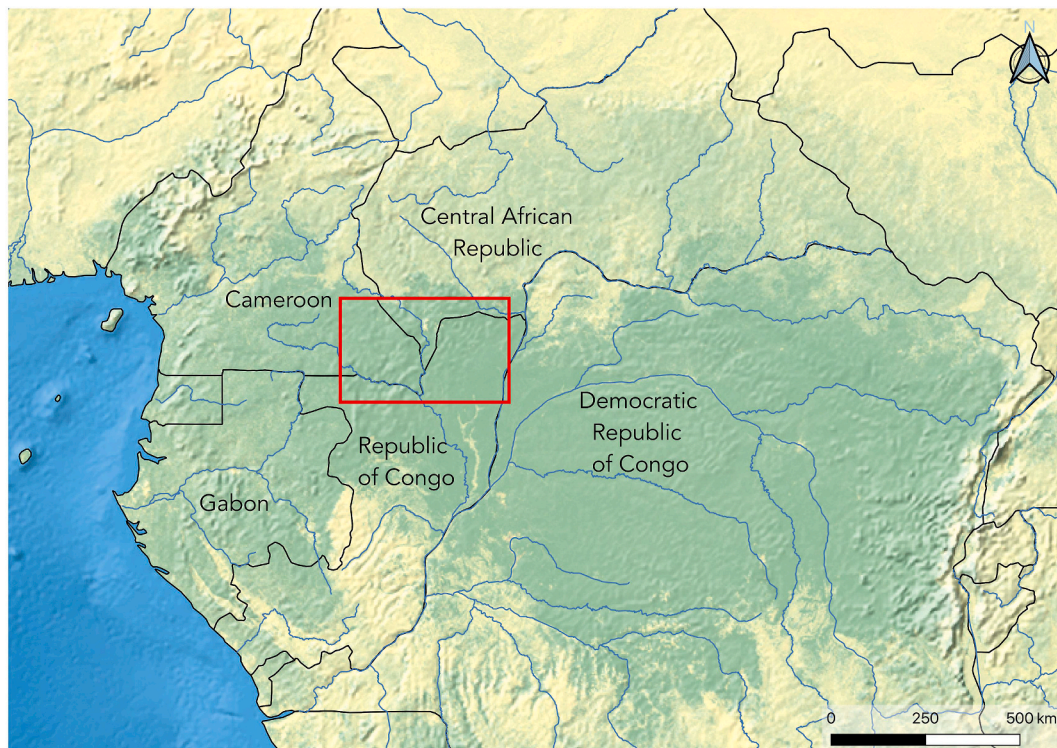 N
Central African
Republic
Cameroon
Democratic
Republic
of Congo
Republic
of Congo
Gabon
0 250 500 km